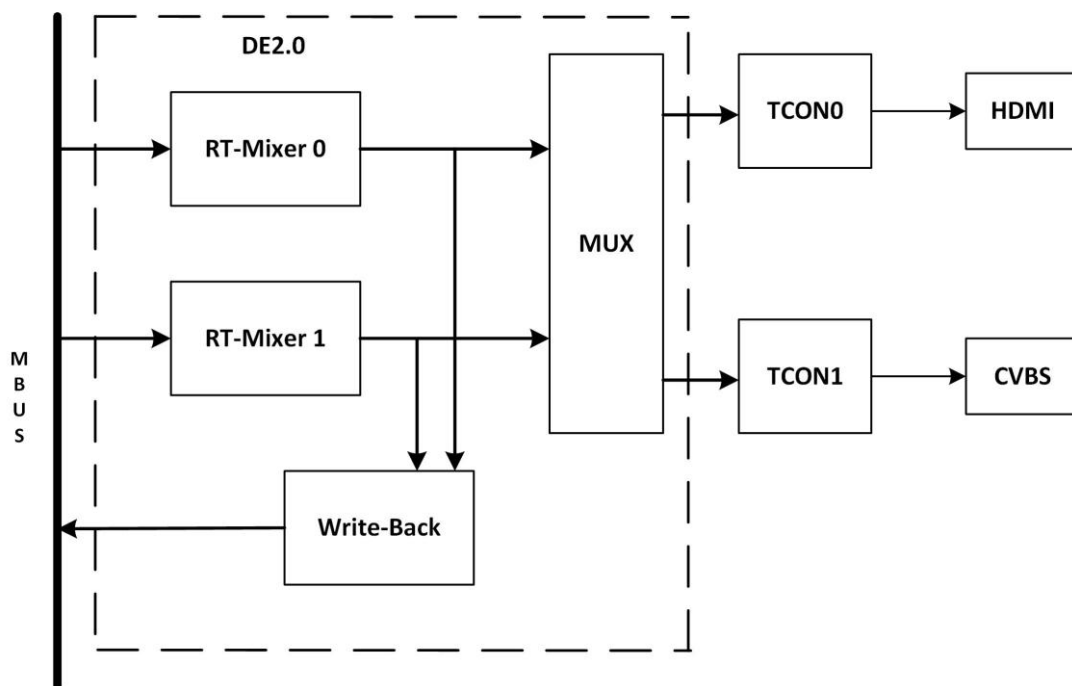 DE2.0
RT-Mixer 0
TCON0
HDMI
MUX
RT-Mixer 1
M
B
U
S
TCON1
CVBS
Write-Back